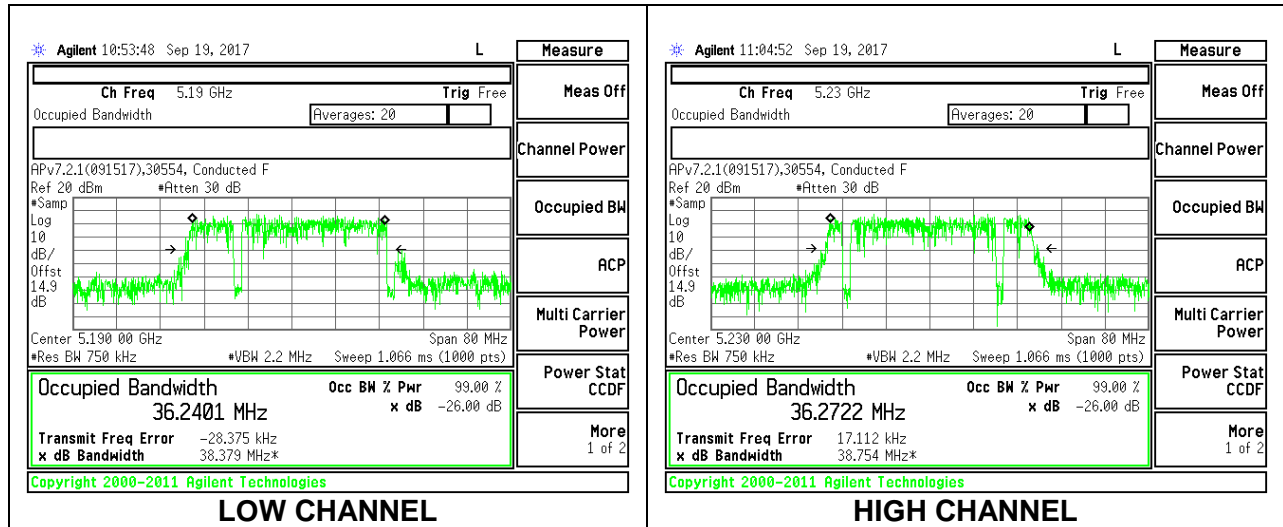 Agilent 10:53:48 Sep 19, 2017 L
Measure
Ch Freq 5.19 GHz Trig Free
Occupied Bandwidth Averages: 20
APv7.2.1(091517),30554, Conducted F
Ref 20 dBm #Atten 30 dB
#Samp
Log
10
dB/
Offst
14.9
dB
Center 5.190 00 GHz Span 80 MHz
#Res BW 750 kHz #VBW 2.2 MHz Sweep 1.066 ms (1000 pts)
Occupied Bandwidth Occ BW % Pwr 99.00 %
36.2401 MHz x dB -26.00 dB
Transmit Freq Error -28.375 kHz
x dB Bandwidth 38.379 MHz*
Copyright 2000-2011 Agilent Technologies
Meas Off
Channel Power
Occupied BW
ACP
Multi Carrier
Power
Power Stat
CCDF
More
1 of 2
LOW CHANNEL
Agilent 11:04:52 Sep 19, 2017 L
Measure
Ch Freq 5.23 GHz Trig Free
Occupied Bandwidth Averages: 20
APv7.2.1(091517),30554, Conducted F
Ref 20 dBm #Atten 30 dB
#Samp
Log
10
dB/
Offst
14.9
dB
Center 5.230 00 GHz Span 80 MHz
#Res BW 750 kHz #VBW 2.2 MHz Sweep 1.066 ms (1000 pts)
Occupied Bandwidth Occ BW % Pwr 99.00 %
36.2722 MHz x dB -26.00 dB
Transmit Freq Error 17.112 kHz
x dB Bandwidth 38.754 MHz*
Copyright 2000-2011 Agilent Technologies
Meas Off
Channel Power
Occupied BW
ACP
Multi Carrier
Power
Power Stat
CCDF
More
1 of 2
HIGH CHANNEL